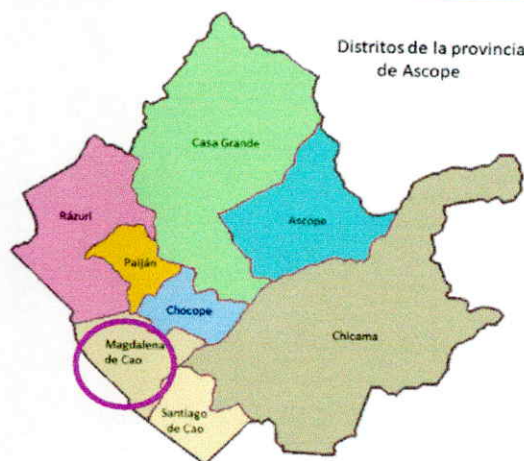 Distritos de la provincia
de Ascope
Casa Grande
Rázuri
Ascope
Paiján
Chocope
Chicama
Magdalena
de Cao
Santiago
de Cao